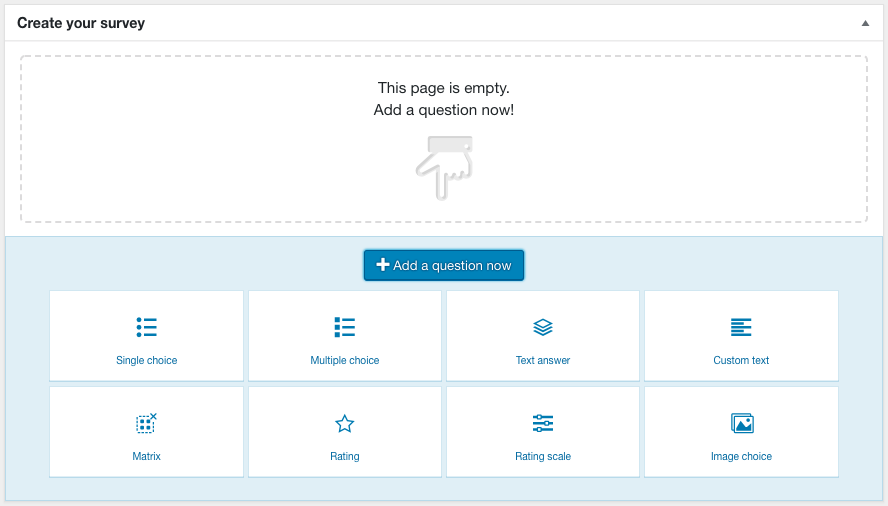 Create your survey
This page is empty.
Add a question now!
Add a question now
Single choice
Multiple choice
Text answer
Custom text
Matrix
Rating
Rating scale
Image choice